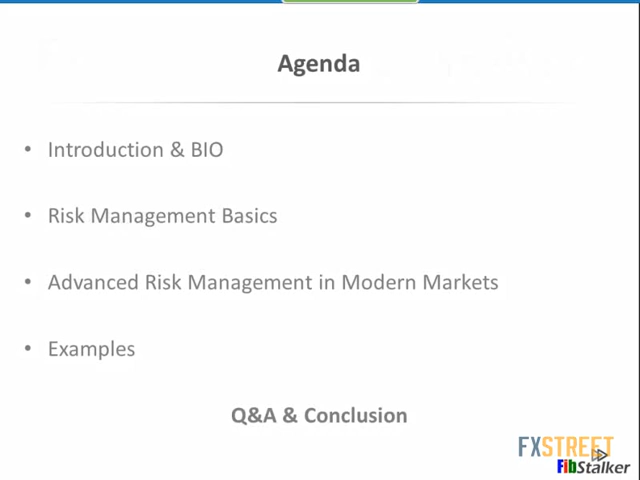 Agenda
• Introduction & BIO
• Risk Management Basics
• Advanced Risk Management in Modern Markets
• Examples
Q&A & Conclusion
FXSTREET
FibStalker